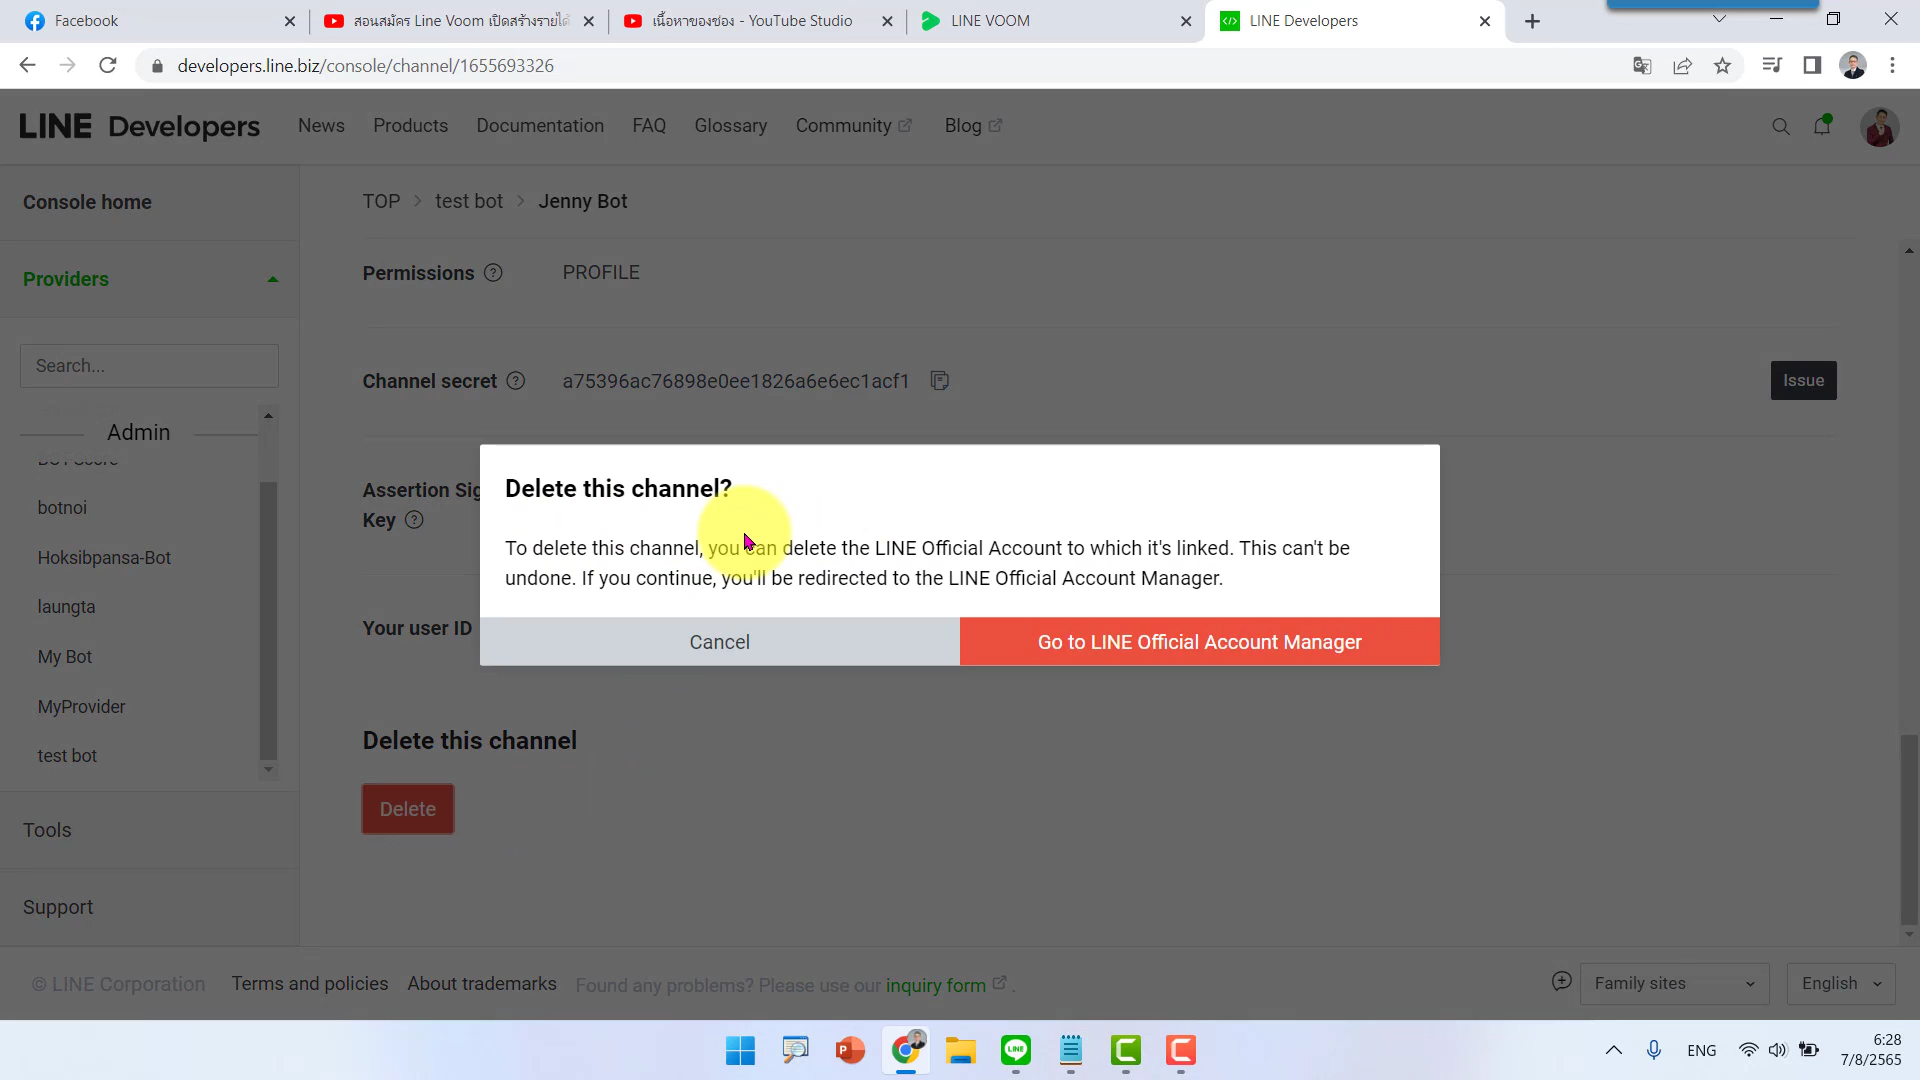 Facebook
สอนสมัคร Line Voom เปิดสร้างรายได้
เนื้อหาของช่อง - YouTube Studio
LINE VOOM
LINE Developers
developers.line.biz/console/channel/1655693326
LINE Developers
News
Products
Documentation
FAQ
Glossary
Community
Blog
Console home
TOP > test bot > Jenny Bot
Providers
Permissions
PROFILE
Search...
Channel secret
a75396ac76898e0ee1826a6e6ec1acf1
Issue
Admin
BOT Score
botnoi
Hoksibpansa-Bot
laungta
My Bot
MyProvider
test bot
Assertion Sig
Key
Delete this channel?
To delete this channel, you can delete the LINE Official Account to which it's linked. This can't be
undone. If you continue, you'll be redirected to the LINE Official Account Manager.
Your user ID
Cancel
Go to LINE Official Account Manager
Delete this channel
Delete
Tools
Support
© LINE Corporation
Terms and policies
About trademarks
Found any problems? Please use our inquiry form .
Family sites
English
LINE
ENG
6:28
7/8/2565